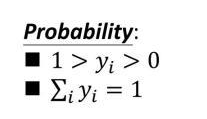 Probability:
■ 1 > yᵢ > 0
■ ∑ᵢ yᵢ = 1